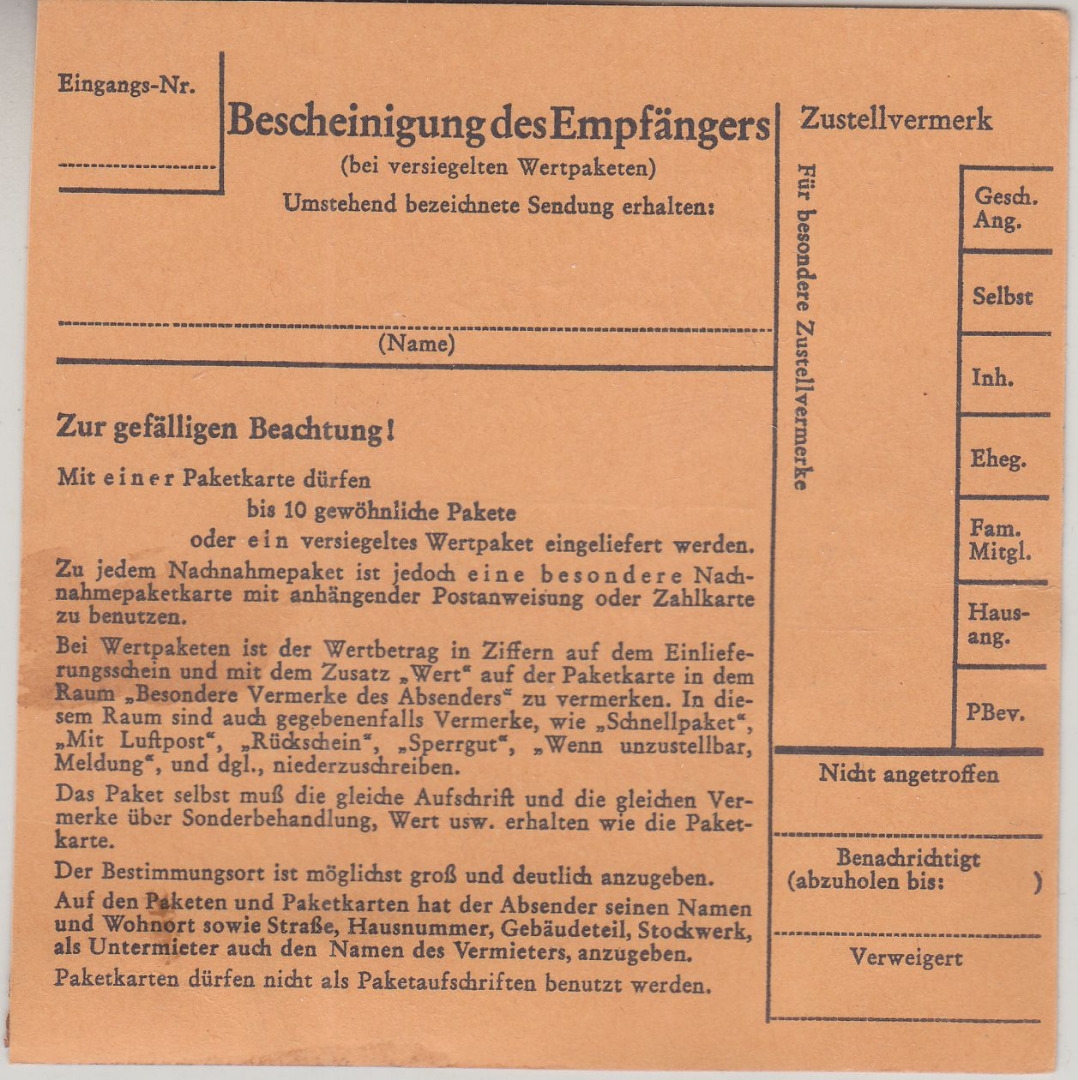 Eingangs-Nr.
Bescheinigung des Empfängers
(bei versiegelten Wertpaketen)
Umstehend bezeichnete Sendung erhalten:
(Name)
Zur gefälligen Beachtung!
Mit einer Paketkarte dürfen
bis 10 gewöhnliche Pakete
oder ein versiegeltes Wertpaket eingeliefert werden.
Zu jedem Nachnahmepaket ist jedoch eine besondere Nach-
nahmepaketkarte mit anhängender Postanweisung oder Zahlkarte
zu benutzen.
Bei Wertpaketen ist der Wertbetrag in Ziffern auf dem Einliefe-
rungsschein und mit dem Zusatz „Wert“ auf der Paketkarte in dem
Raum „Besondere Vermerke des Absenders“ zu vermerken. In die-
sem Raum sind auch gegebenenfalls Vermerke, wie „Schnellpaket“,
„Mit Luftpost“, „Rückschein“, „Sperrgut“, „Wenn unzustellbar,
Meldung“, und dgl., niederzuschreiben.
Das Paket selbst muß die gleiche Aufschrift und die gleichen Ver-
merke über Sonderbehandlung, Wert usw. erhalten wie die Paket-
karte.
Der Bestimmungsort ist möglichst groß und deutlich anzugeben.
Auf den Paketen und Paketkarten hat der Absender seinen Namen
und Wohnort sowie Straße, Hausnummer, Gebäudeteil, Stockwerk,
als Untermieter auch den Namen des Vermieters, anzugeben.
Paketkarten dürfen nicht als Paketaufschriften benutzt werden.
Zustellvermerk
Für besondere Zustellvermerke
Gesch.
Ang.
Selbst
Inh.
Eheg.
Fam.
Mitgl.
Haus-
ang.
PBev.
Nicht angetroffen
Benachrichtigt
(abzuholen bis: )
Verweigert